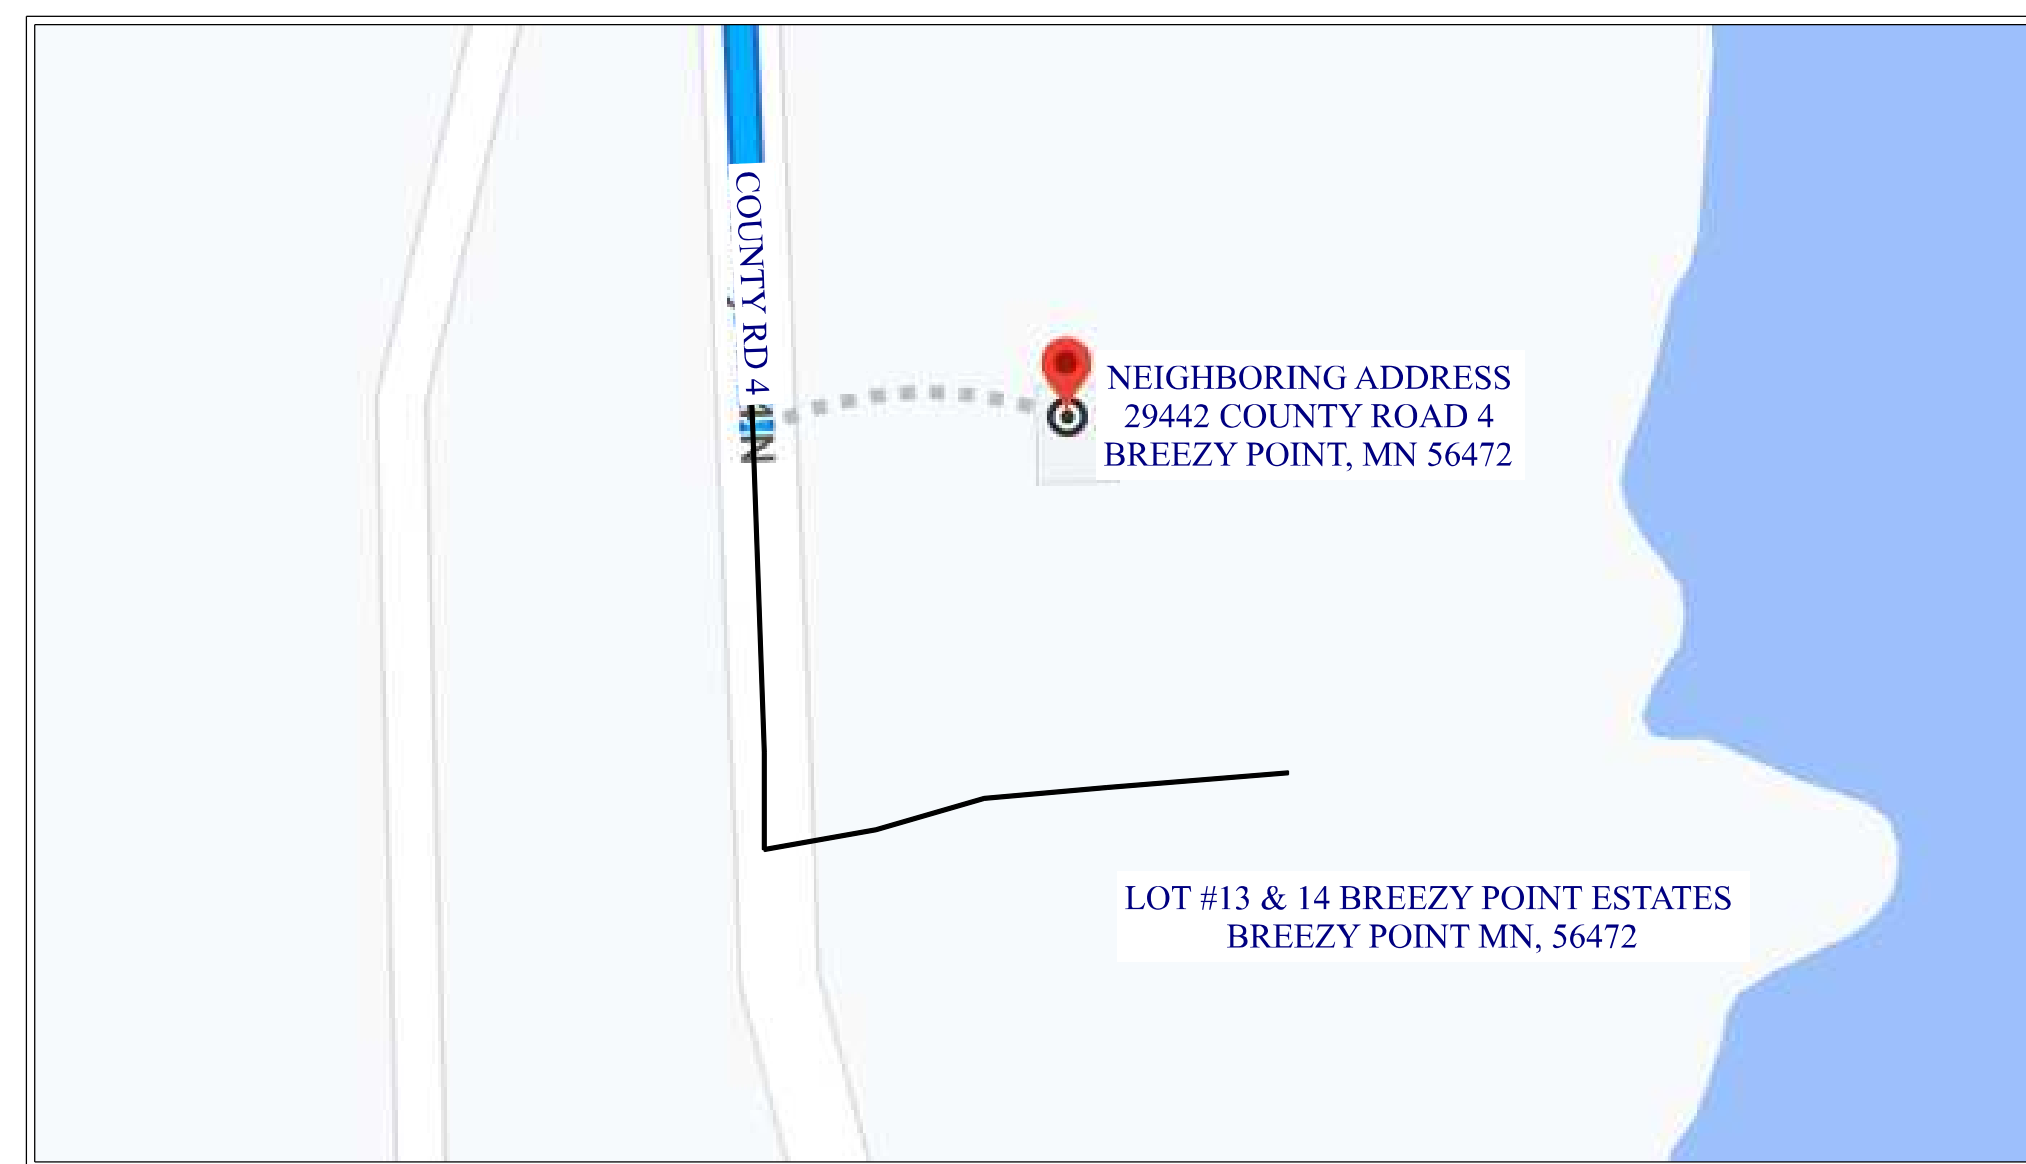 COUNTY RD 4
NEIGHBORING ADDRESS
29442 COUNTY ROAD 4
BREEZY POINT, MN 56472
LOT #13 & 14 BREEZY POINT ESTATES
BREEZY POINT MN, 56472